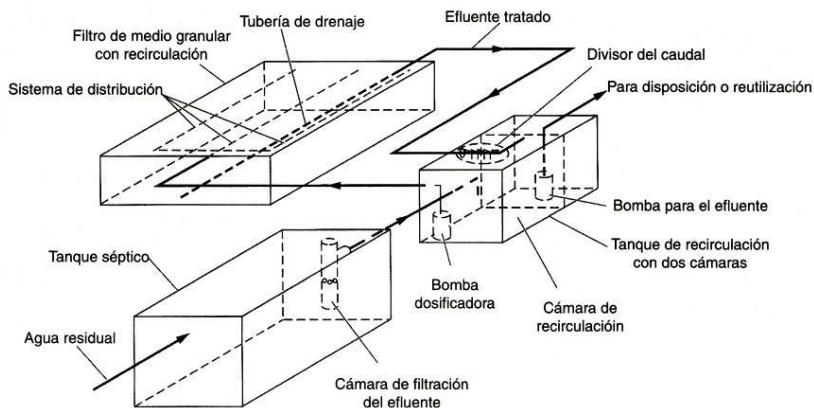 Filtro de medio granular
con recirculación
Tubería de drenaje
Efluente tratado
Divisor del caudal
Sistema de distribución
Para disposición o reutilización
Bomba para el efluente
Tanque séptico
Tanque de recirculación
con dos cámaras
Bomba
dosificadora
Cámara de
recirculacióin
Agua residual
Cámara de filtración
del efluente